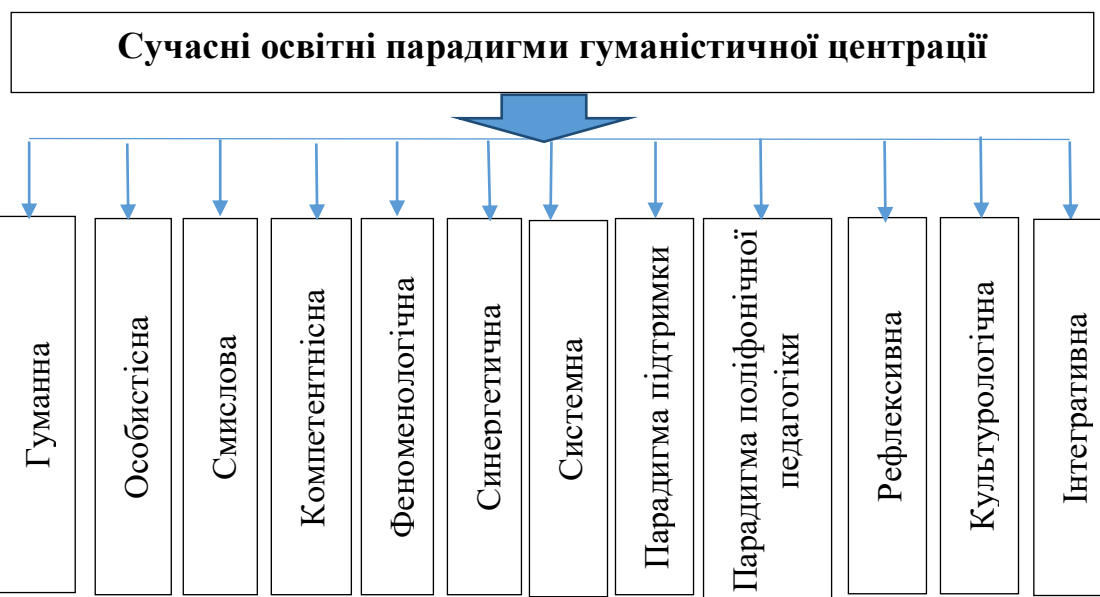 Сучасні освітні парадигми гуманістичної центрації
Гуманна
Особистісна
Смислова
Компетентнісна
Феноменологічна
Синергетична
Системна
Парадигма підтримки
Парадигма поліфонічної
педагогіки
Рефлексивна
Культурологічна
Інтегративна